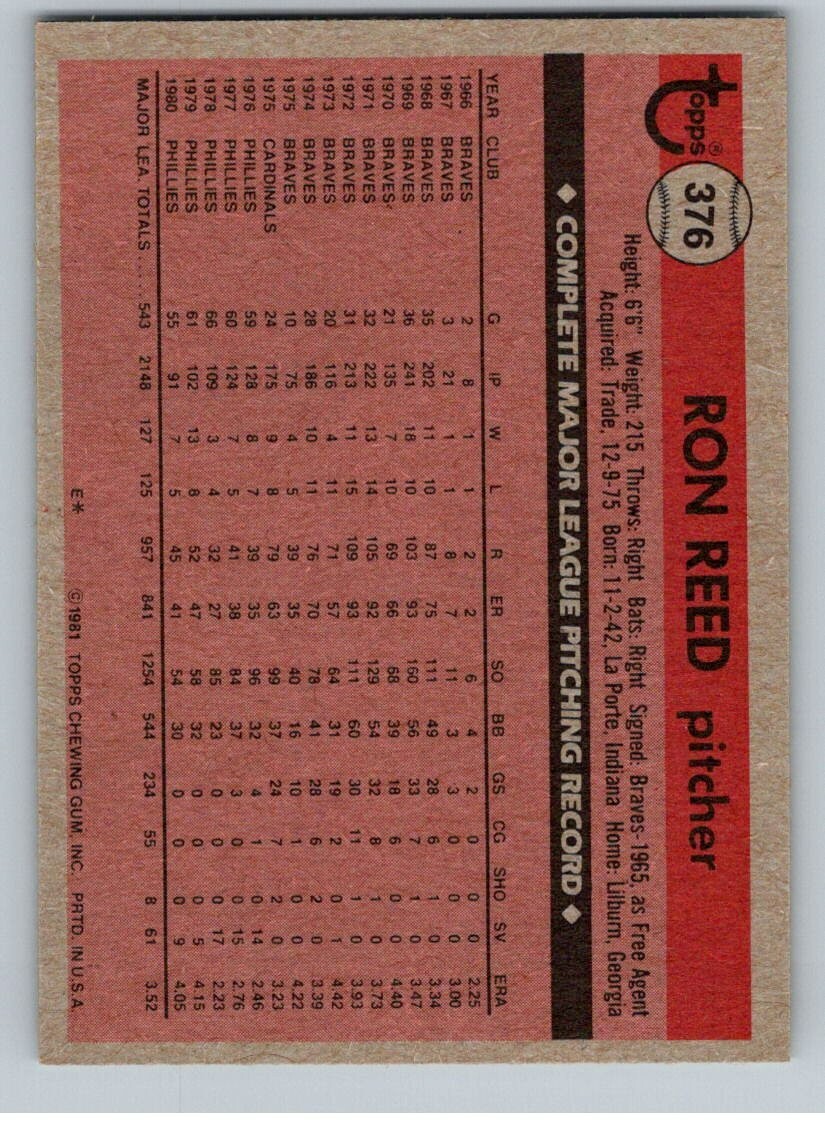 topps® 376 RON REED pitcher
Height: 6'6" Weight: 215 Throws: Right Bats: Right Signed: Braves-1965, as Free Agent
Acquired: Trade, 12-9-75 Born: 11-2-42, La Porte, Indiana Home: Lilburn, Georgia
◆ COMPLETE MAJOR LEAGUE PITCHING RECORD ◆
YEAR CLUB G IP W L R ER SO BB GS CG SHO SV ERA
1966 BRAVES 2 8 1 1 2 2 6 4 2 0 0 0 2.25
1967 BRAVES 3 21 1 1 8 7 11 3 3 0 0 0 3.00
1968 BRAVES 35 202 11 10 87 75 111 49 28 6 1 0 3.34
1969 BRAVES 36 241 18 10 103 93 160 56 33 7 1 0 3.47
1970 BRAVES 21 135 7 10 69 66 68 39 18 6 0 0 4.40
1971 BRAVES 32 222 13 14 105 92 129 54 32 8 1 0 3.73
1972 BRAVES 31 213 11 15 109 93 111 60 30 11 1 0 3.93
1973 BRAVES 20 116 4 11 71 57 64 31 19 2 0 1 4.42
1974 BRAVES 28 186 10 11 76 70 78 41 28 6 2 0 3.39
1975 BRAVES 10 75 4 5 39 35 40 16 10 1 0 0 4.22
1975 CARDINALS 24 175 9 8 79 63 99 37 24 7 2 0 3.23
1976 PHILLIES 59 128 8 7 39 35 96 32 4 1 0 14 2.46
1977 PHILLIES 60 124 7 5 41 38 84 37 3 0 0 15 2.76
1978 PHILLIES 66 109 3 4 32 27 85 23 0 0 0 17 2.23
1979 PHILLIES 61 102 13 8 52 47 58 32 0 0 0 5 4.15
1980 PHILLIES 55 91 7 5 45 41 54 30 0 0 0 9 4.05
MAJOR LEA. TOTALS ..... 543 2148 127 125 957 841 1254 544 234 55 8 61 3.52
E* © 1981 TOPPS CHEWING GUM, INC. PRTD. IN U.S.A.